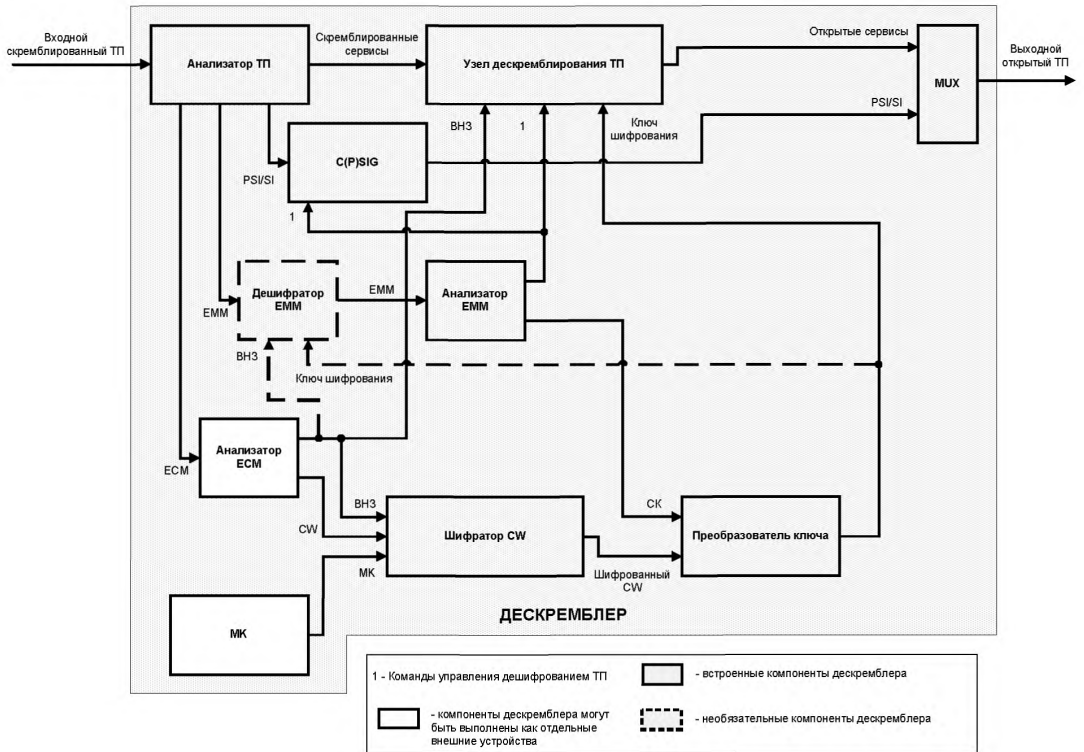 Входной
скремблированный ТП
Анализатор ТП
Скремблированные
сервисы
Узел дескремблирования ТП
Открытые сервисы
MUX
Выходной
открытый ТП
PSI/SI
ВНЗ
1
Ключ
шифрования
C(P)SIG
PSI/SI
1
Дешифратор
EMM
EMM
EMM
Анализатор
EMM
ВНЗ
Ключ шифрования
Анализатор
ECM
ECM
ВНЗ
CW
МК
Шифратор CW
СК
Преобразователь ключа
Шифрованный
CW
МК
ДЕСКРЕМБЛЕР
1 - Команды управления дешифрованием ТП
- встроенные компоненты дескремблера
- компоненты дескремблера могут
быть выполнены как отдельные
внешние устройства
- необязательные компоненты дескремблера